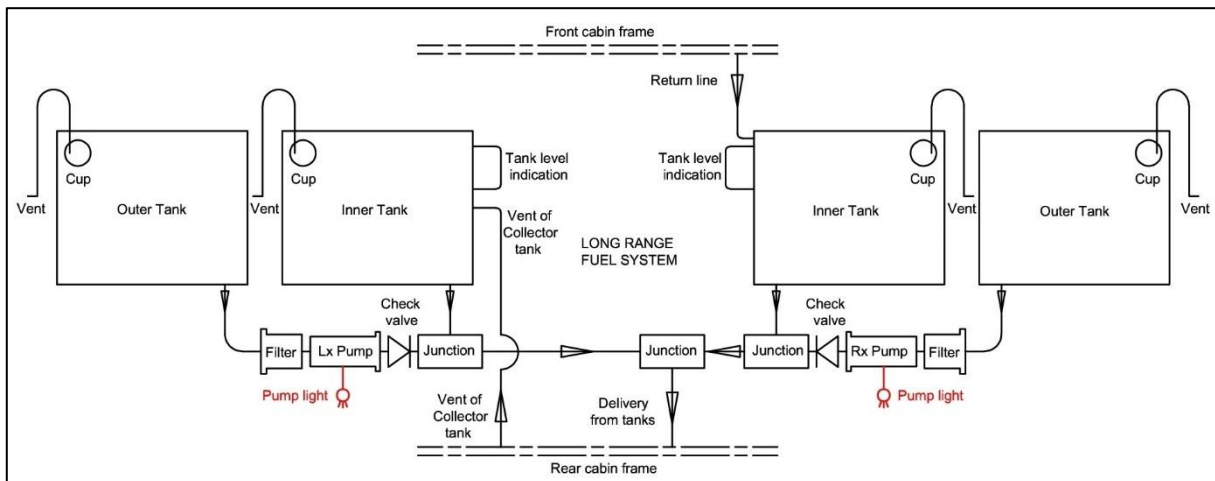 Front cabin frame
Return line
Cup
Cup
Cup
Cup
Tank level
indication
Tank level
indication
Vent
Outer Tank
Vent
Inner Tank
Vent of
Collector
tank
LONG RANGE
FUEL SYSTEM
Inner Tank
Vent
Outer Tank
Vent
Check
valve
Check
valve
Filter
Lx Pump
Junction
Junction
Junction
Rx Pump
Filter
Pump light
Vent of
Collector
tank
Delivery
from tanks
Pump light
Rear cabin frame